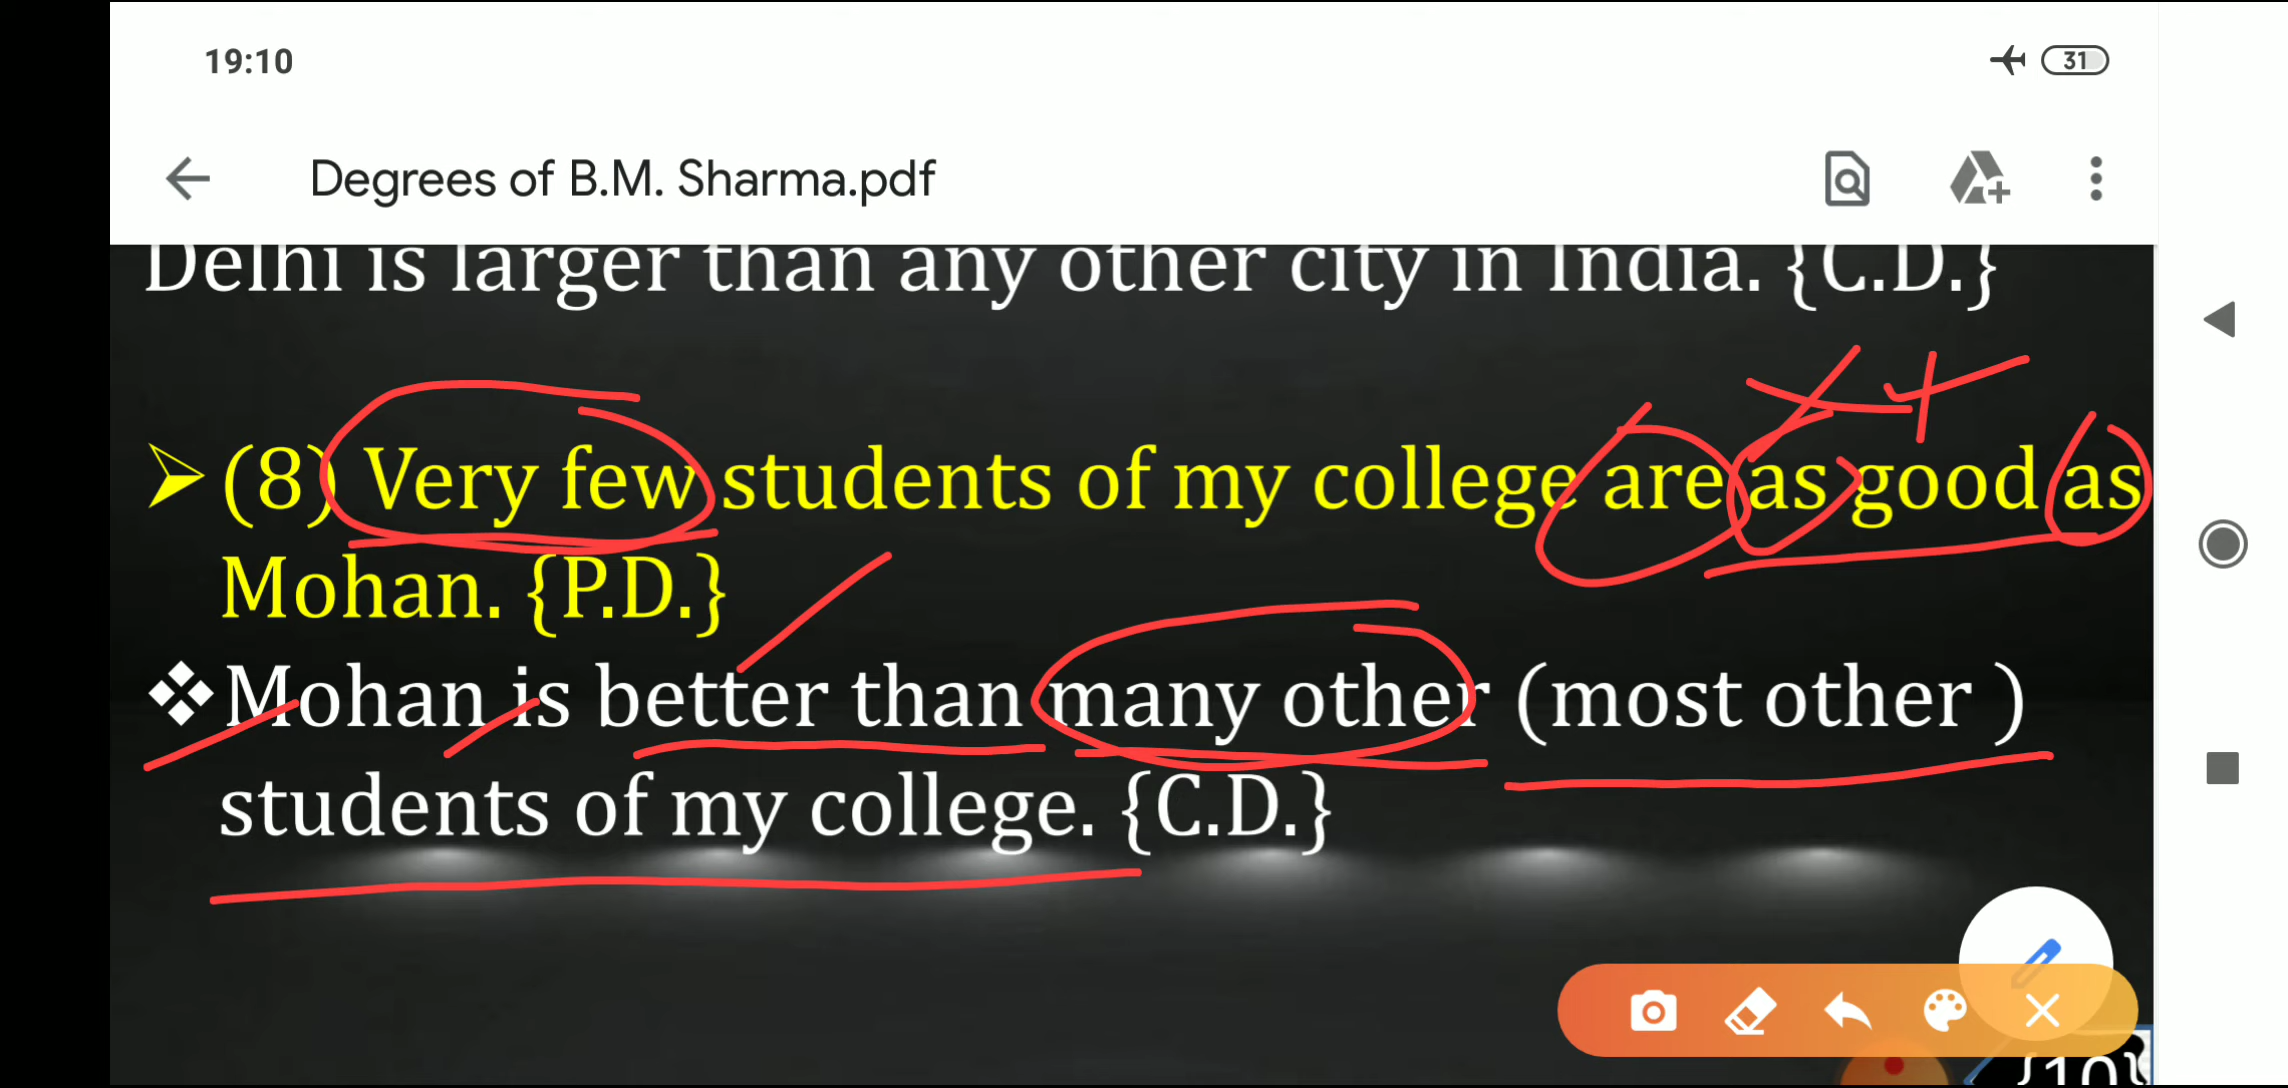 19:10
31
Degrees of B.M. Sharma.pdf
Delhi is larger than any other city in India. {C.D.}
(8) Very few students of my college are as good as
Mohan. {P.D.}
Mohan is better than many other (most other )
students of my college. {C.D.}
{10}